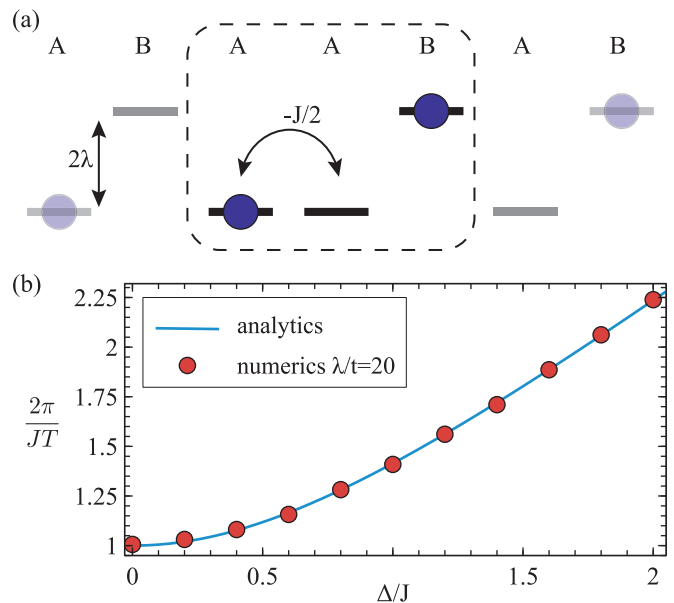 (a)
A B A A B A B
-J/2
2λ
(b)
2.25
2
1.75
1.5
1.25
1
2π
JT
analytics
numerics λ/t=20
0 0.5 1 1.5 2
Δ/J